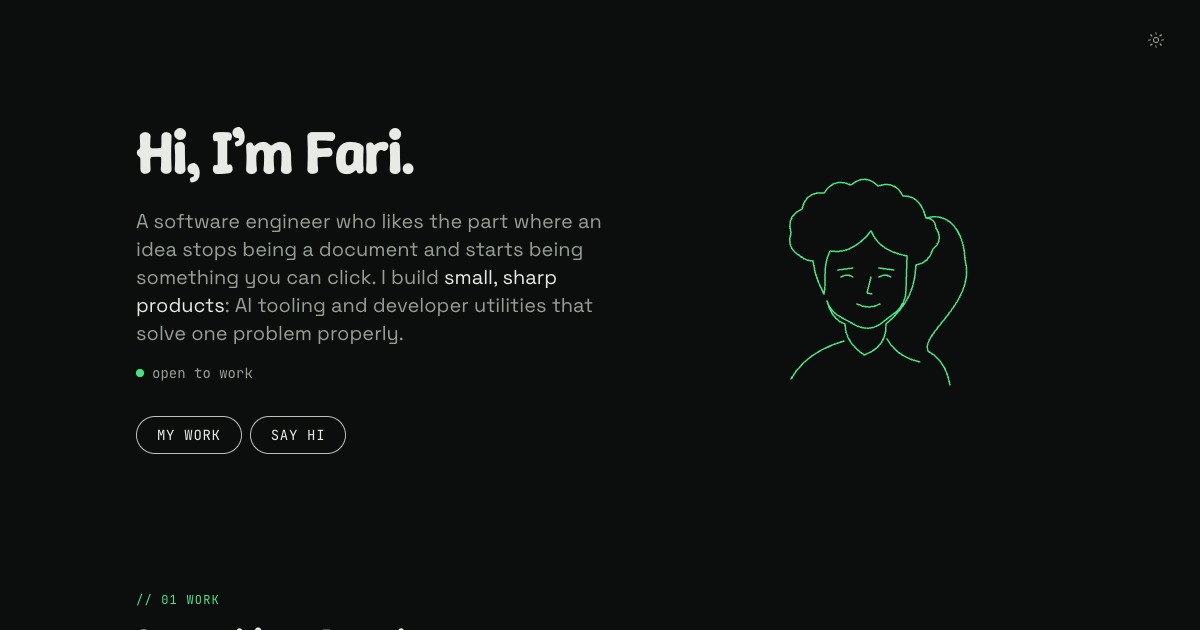 Hi, I’m Fari.
A software engineer who likes the part where an
idea stops being a document and starts being
something you can click. I build small, sharp
products: AI tooling and developer utilities that
solve one problem properly.
open to work
MY WORK SAY HI
// 01 WORK